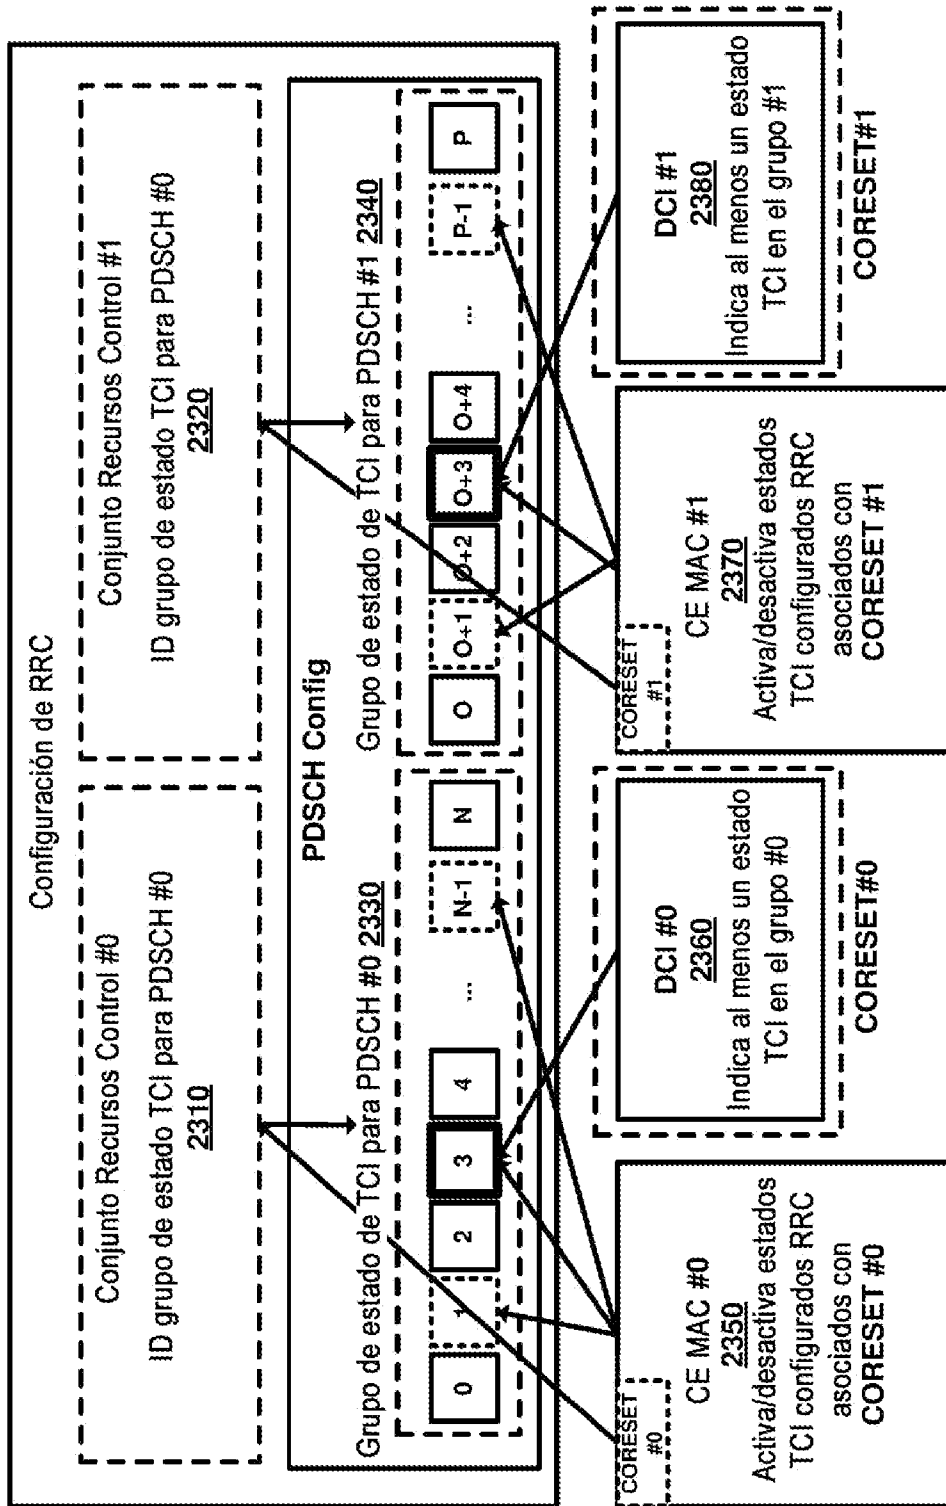 Configuración de RRC
Conjunto Recursos Control #0
ID grupo de estado TCI para PDSCH #0
2310
Conjunto Recursos Control #1
ID grupo de estado TCI para PDSCH #0
2320
PDSCH Config
Grupo de estado de TCI para PDSCH #0 2330
0 1 2 3 4 ... N-1 N
Grupo de estado de TCI para PDSCH #1 2340
O O+1 O+2 O+3 O+4 ... P-1 P
CORESET
#0
CE MAC #0
2350
Activa/desactiva estados
TCI configurados RRC
asociados con
CORESET #0
DCI #0
2360
Indica al menos un estado
TCI en el grupo #0
CORESET#0
CORESET
#1
CE MAC #1
2370
Activa/desactiva estados
TCI configurados RRC
asociados con
CORESET #1
DCI #1
2380
Indica al menos un estado
TCI en el grupo #1
CORESET#1